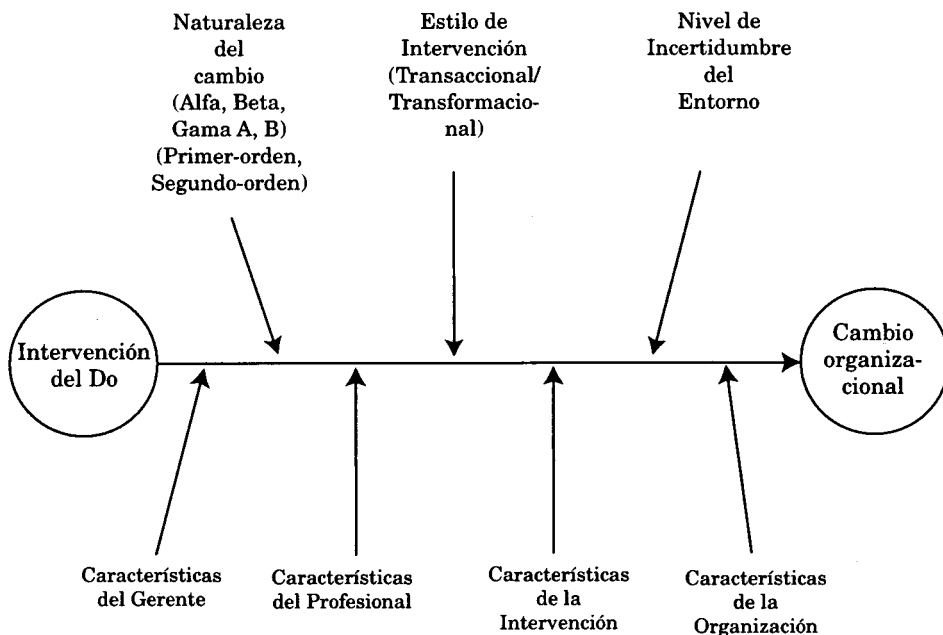 Naturaleza
del
cambio
(Alfa, Beta,
Gama A, B)
(Primer-orden,
Segundo-orden)
Estilo de
Intervención
(Transaccional/
Transformacio-
nal)
Nivel de
Incertidumbre
del
Entorno
Intervención
del Do
Cambio
organiza-
cional
Características
del Gerente
Características
del Profesional
Características
de la
Intervención
Características
de la
Organización